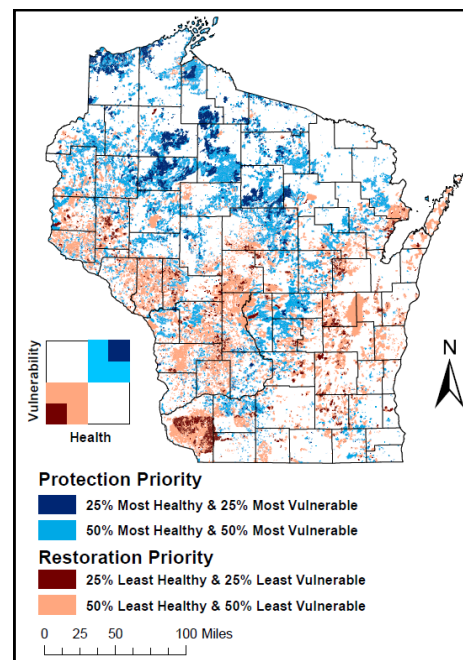 N
Vulnerability
Health
Protection Priority
25% Most Healthy & 25% Most Vulnerable
50% Most Healthy & 50% Most Vulnerable
Restoration Priority
25% Least Healthy & 25% Least Vulnerable
50% Least Healthy & 50% Least Vulnerable
0 25 50 100 Miles